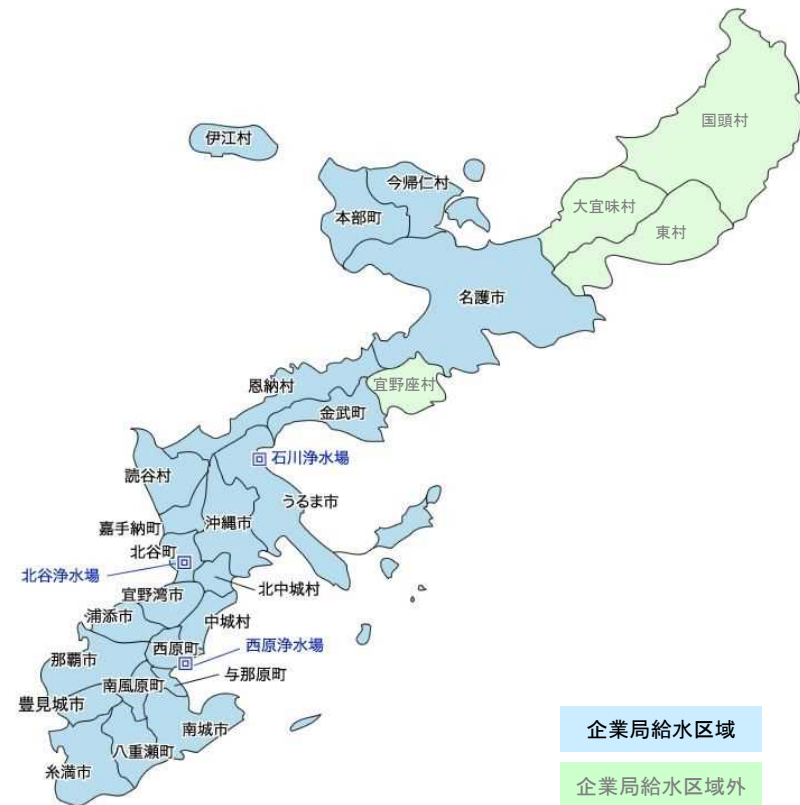 国頭村
伊江村
今帰仁村
大宜味村
本部町
東村
名護市
恩納村
宜野座村
金武町
石川浄水場
読谷村
うるま市
嘉手納町
沖縄市
北谷町
北谷浄水場
北中城村
宜野湾市
浦添市
中城村
西原町
西原浄水場
那覇市
与那原町
南風原町
豊見城市
南城市
八重瀬町
糸満市
企業局給水区域
企業局給水区域外